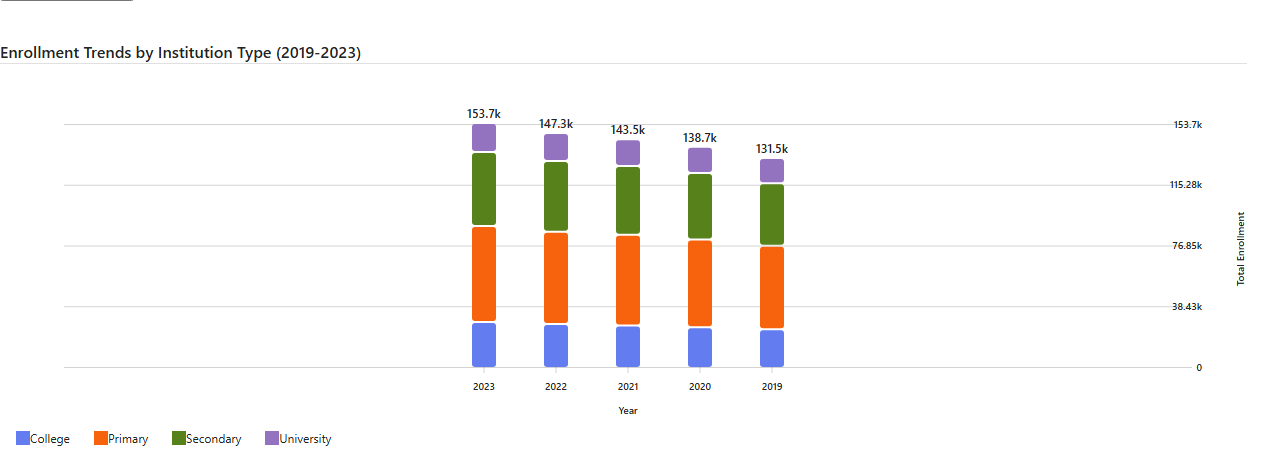 Enrollment Trends by Institution Type (2019-2023)
153.7k
147.3k
143.5k
138.7k
131.5k
153.7k
115.28k
76.85k
38.43k
0
Total Enrollment
2023
2022
2021
2020
2019
Year
College
Primary
Secondary
University